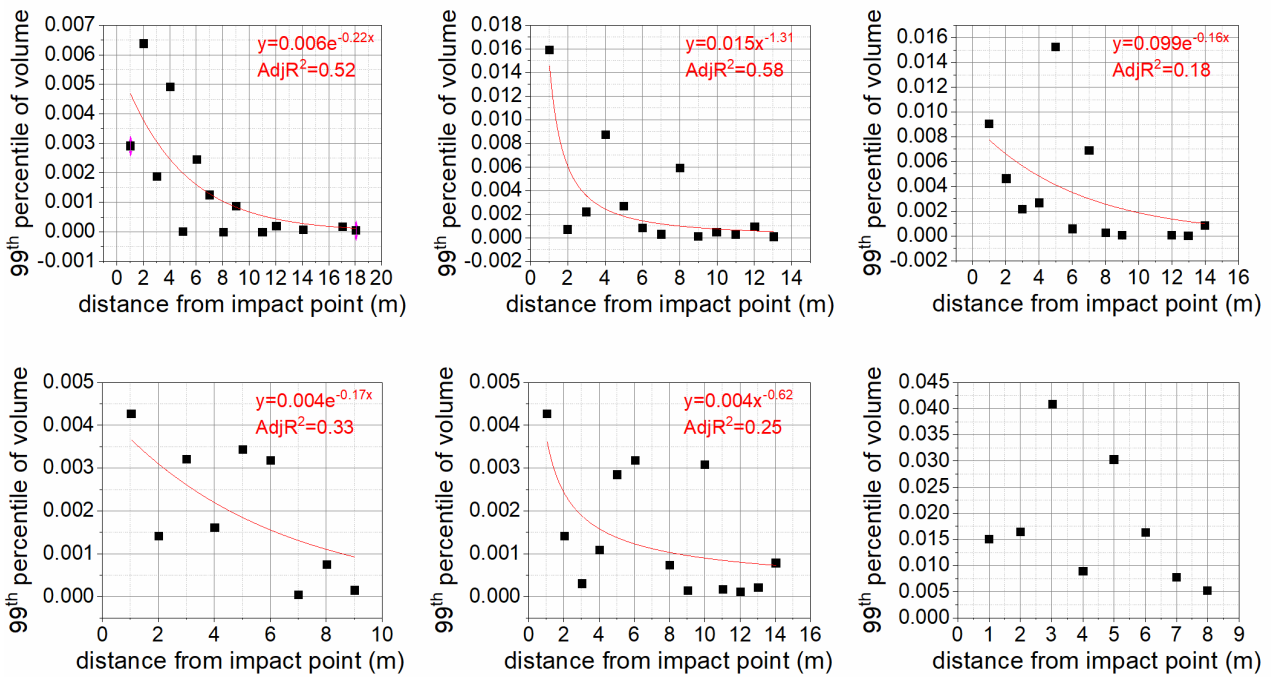 99th percentile of volume
0.007
0.006
0.005
0.004
0.003
0.002
0.001
0.000
-0.001
y=0.006e^-0.22x
AdjR²=0.52
0 2 4 6 8 10 12 14 16 18 20
distance from impact point (m)
99th percentile of volume
0.018
0.016
0.014
0.012
0.010
0.008
0.006
0.004
0.002
0.000
-0.002
y=0.015x^-1.31
AdjR²=0.58
0 2 4 6 8 10 12 14
distance from impact point (m)
99th percentile of volume
0.016
0.014
0.012
0.010
0.008
0.006
0.004
0.002
0.000
-0.002
y=0.099e^-0.16x
AdjR²=0.18
0 2 4 6 8 10 12 14 16
distance from impact point (m)
99th percentile of volume
0.005
0.004
0.003
0.002
0.001
0.000
y=0.004e^-0.17x
AdjR²=0.33
0 2 4 6 8 10
distance from impact point (m)
99th percentile of volume
0.005
0.004
0.003
0.002
0.001
0.000
y=0.004x^-0.62
AdjR²=0.25
0 2 4 6 8 10 12 14 16
distance from impact point (m)
99th percentile of volume
0.045
0.040
0.035
0.030
0.025
0.020
0.015
0.010
0.005
0.000
0 1 2 3 4 5 6 7 8 9
distance from impact point (m)